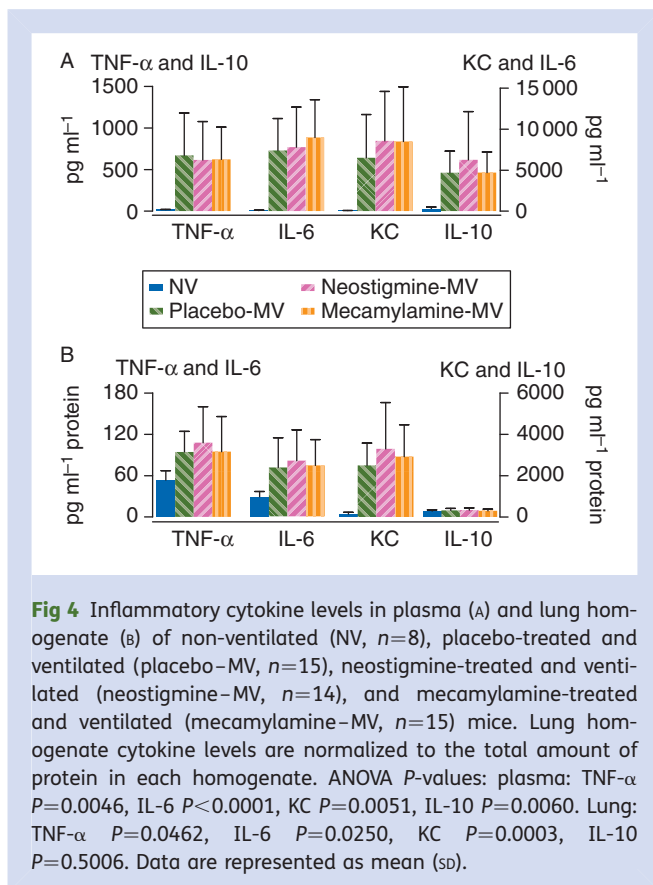 A TNF-α and IL-10 KC and IL-6
1500 15 000
1000 10 000
500 5000
0 0
pg ml⁻¹ pg ml⁻¹
TNF-α IL-6 KC IL-10
NV Neostigmine-MV
Placebo-MV Mecamylamine-MV
B TNF-α and IL-6 KC and IL-10
180 6000
120 4000
60 2000
0 0
pg ml⁻¹ protein pg ml⁻¹ protein
TNF-α IL-6 KC IL-10
Fig 4 Inflammatory cytokine levels in plasma (A) and lung hom-
ogenate (B) of non-ventilated (NV, n=8), placebo-treated and
ventilated (placebo–MV, n=15), neostigmine-treated and venti-
lated (neostigmine–MV, n=14), and mecamylamine-treated
and ventilated (mecamylamine–MV, n=15) mice. Lung hom-
ogenate cytokine levels are normalized to the total amount of
protein in each homogenate. ANOVA P-values: plasma: TNF-α
P=0.0046, IL-6 P<0.0001, KC P=0.0051, IL-10 P=0.0060. Lung:
TNF-α P=0.0462, IL-6 P=0.0250, KC P=0.0003, IL-10
P=0.5006. Data are represented as mean (SD).